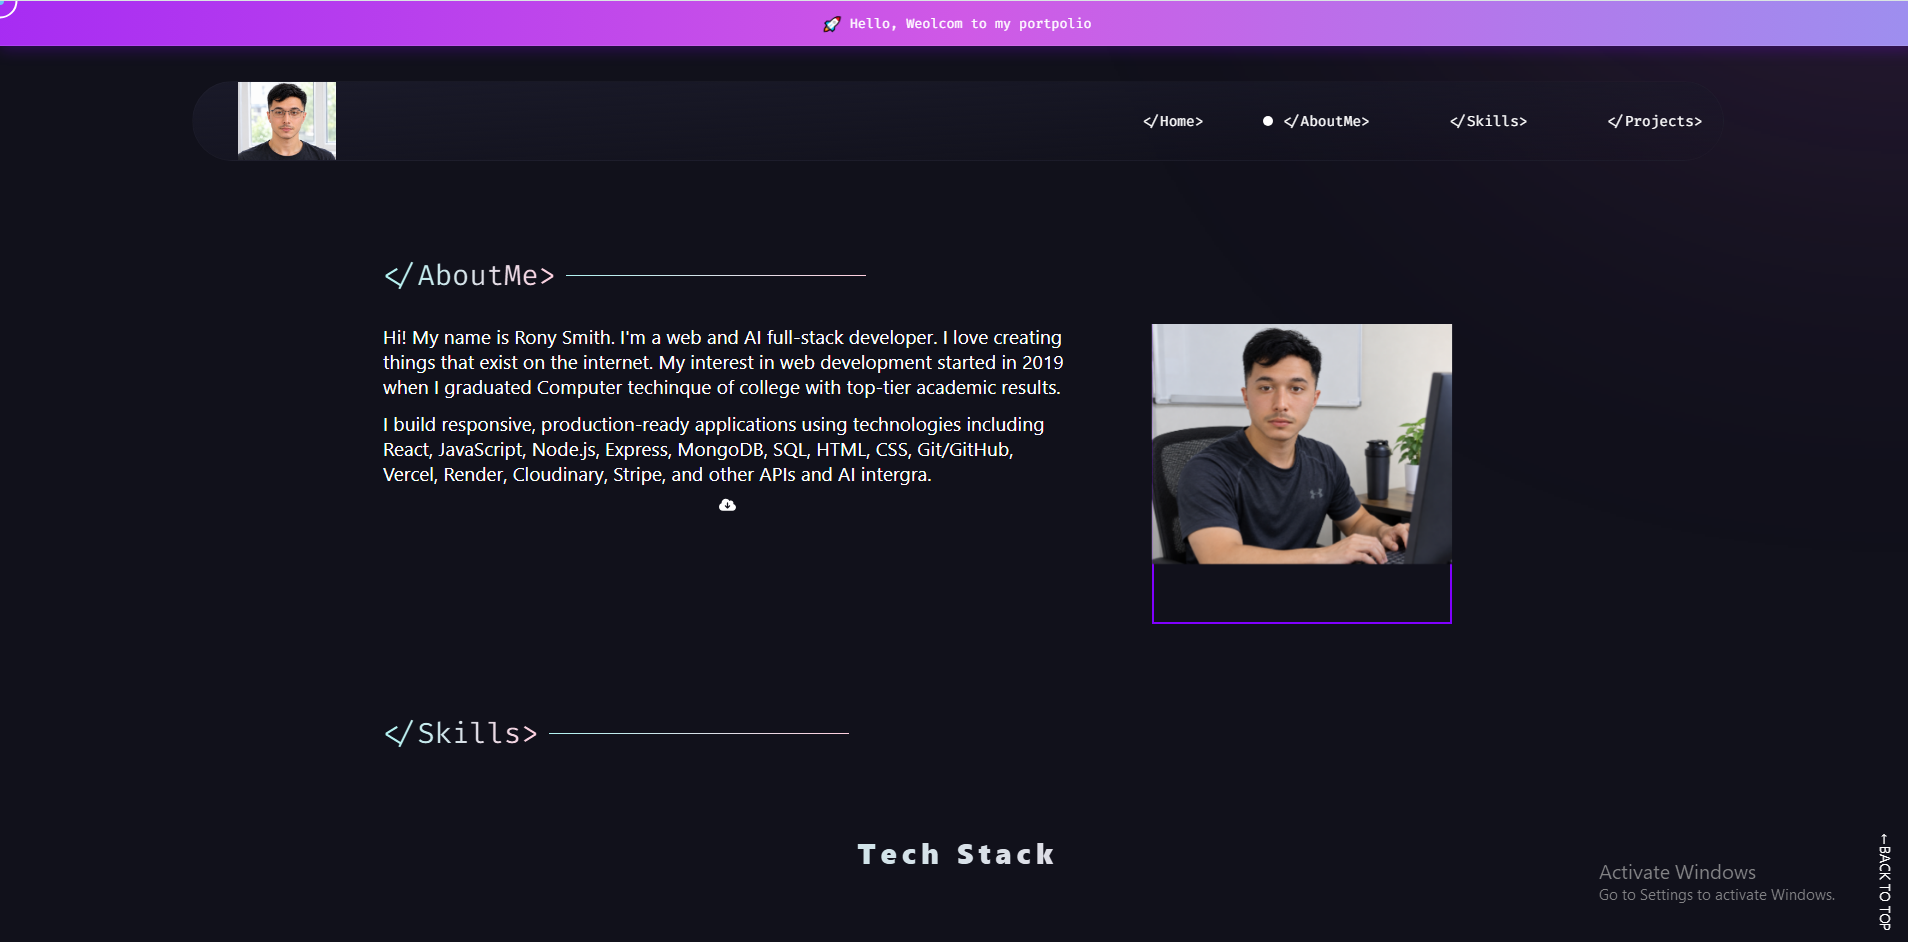 🚀 Hello, Weolcom to my portpolio
</Home>
</AboutMe>
</Skills>
</Projects>
</AboutMe>
Hi! My name is Rony Smith. I'm a web and AI full-stack developer. I love creating
things that exist on the internet. My interest in web development started in 2019
when I graduated Computer techinque of college with top-tier academic results.
I build responsive, production-ready applications using technologies including
React, JavaScript, Node.js, Express, MongoDB, SQL, HTML, CSS, Git/GitHub,
Vercel, Render, Cloudinary, Stripe, and other APIs and AI intergra.
</Skills>
Tech Stack
Activate Windows
Go to Settings to activate Windows.
←BACK TO TOP